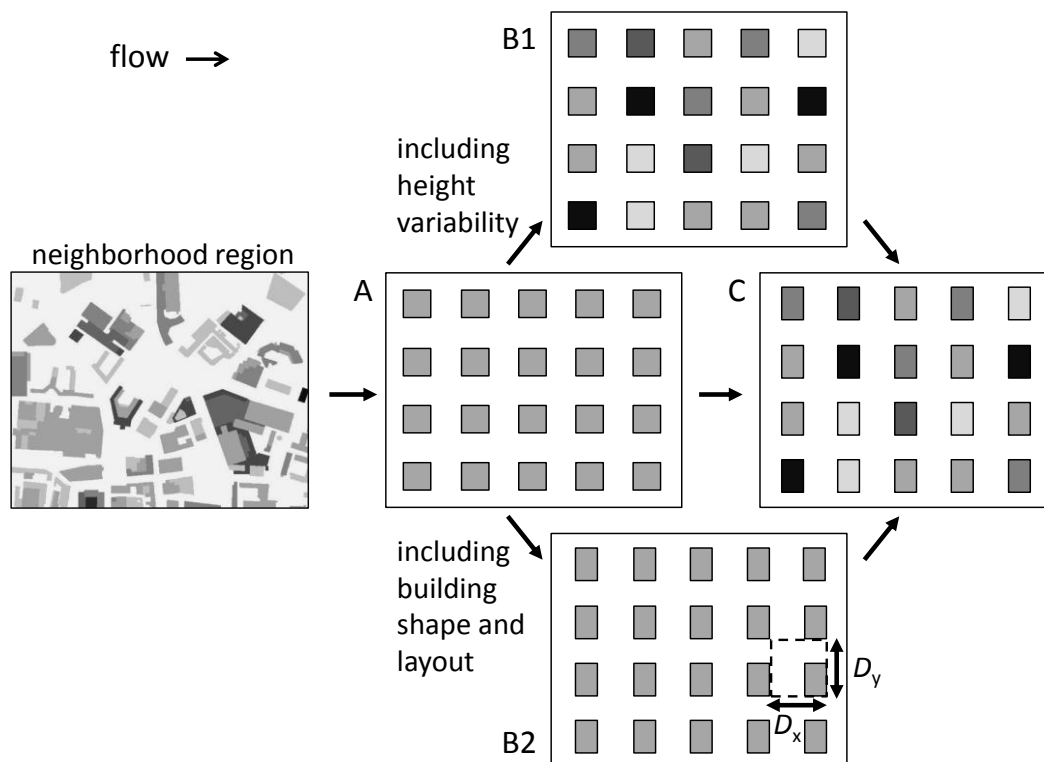 flow
B1
including
height
variability
neighborhood region
A
C
including
building
shape and
layout
Dy
Dx
B2